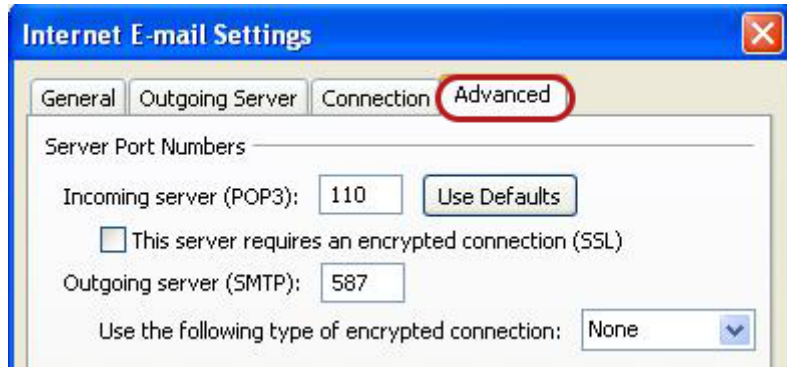 Internet E-mail Settings
General Outgoing Server Connection Advanced
Server Port Numbers
Incoming server (POP3): 110 Use Defaults
This server requires an encrypted connection (SSL)
Outgoing server (SMTP): 587
Use the following type of encrypted connection: None